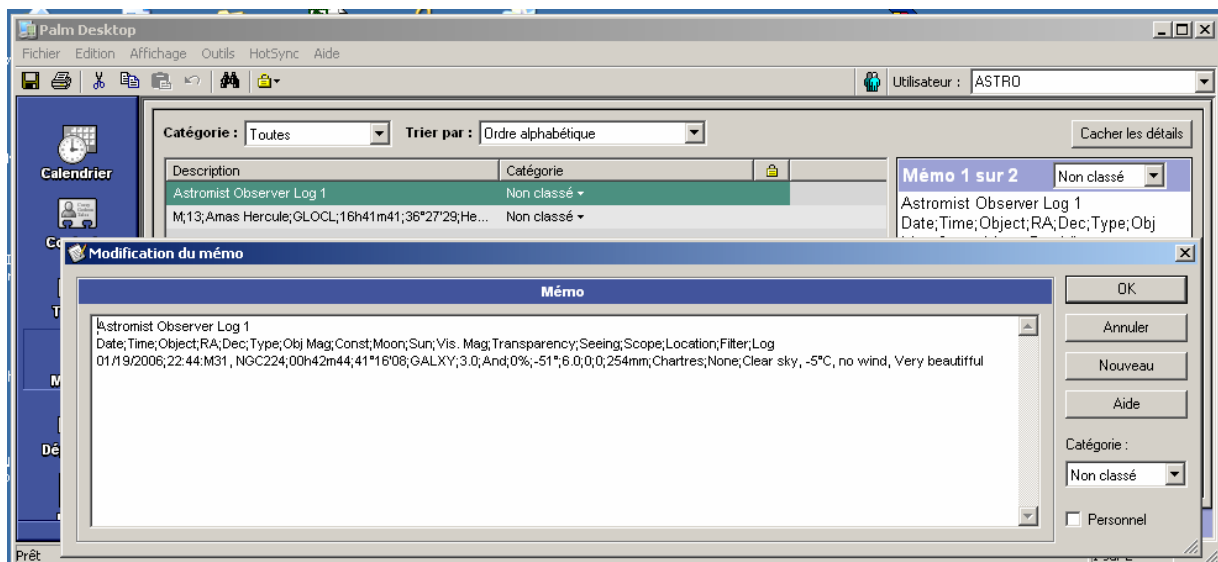 Palm Desktop
Fichier Edition Affichage Outils HotSync Aide
Utilisateur : ASTRO
Catégorie : Toutes Trier par : Ordre alphabétique Cacher les détails
Calendrier
Description Catégorie
Astromist Observer Log 1 Non classé
M;13;Amas Hercule;GLOCL;16h41m41;36°27'29;He... Non classé
Mémo 1 sur 2 Non classé
Astromist Observer Log 1
Date;Time;Object;RA;Dec;Type;Obj
Modification du mémo
Mémo
Astromist Observer Log 1
Date;Time;Object;RA;Dec;Type;Obj Mag;Const;Moon;Sun;Vis. Mag;Transparency;Seeing;Scope;Location;Filter;Log
01/19/2006;22:44:M31, NGC224;00h42m44;41°16'08;GALXY;3.0;And;0%;-51°;6.0;0;0;254mm;Chartres;None;Clear sky, -5°C, no wind, Very beautifful
OK
Annuler
Nouveau
Aide
Catégorie :
Non classé
Personnel
Prêt